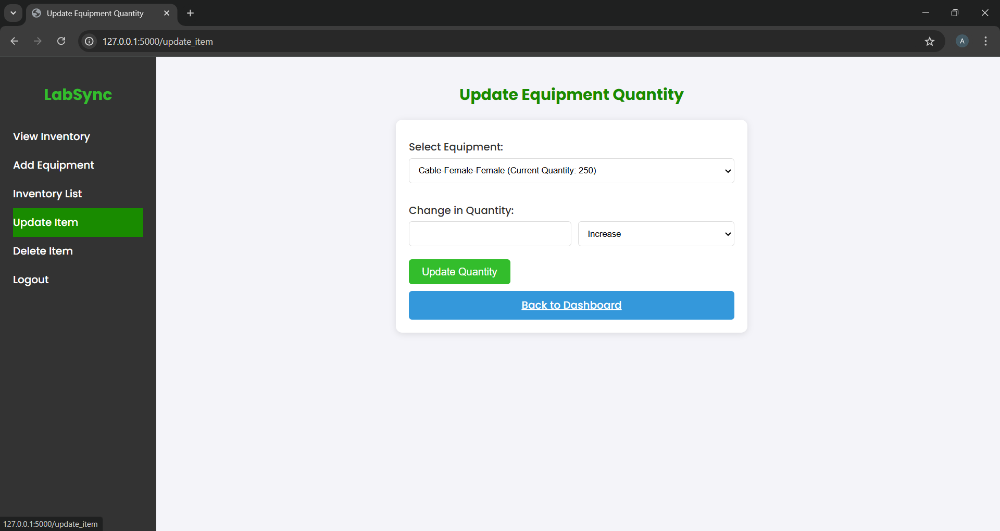 Update Equipment Quantity
127.0.0.1:5000/update_item
A
LabSync
View Inventory
Add Equipment
Inventory List
Update Item
Delete Item
Logout
Update Equipment Quantity
Select Equipment:
Cable-Female-Female (Current Quantity: 250)
Change in Quantity:
Increase
Update Quantity
Back to Dashboard
127.0.0.1:5000/update_item